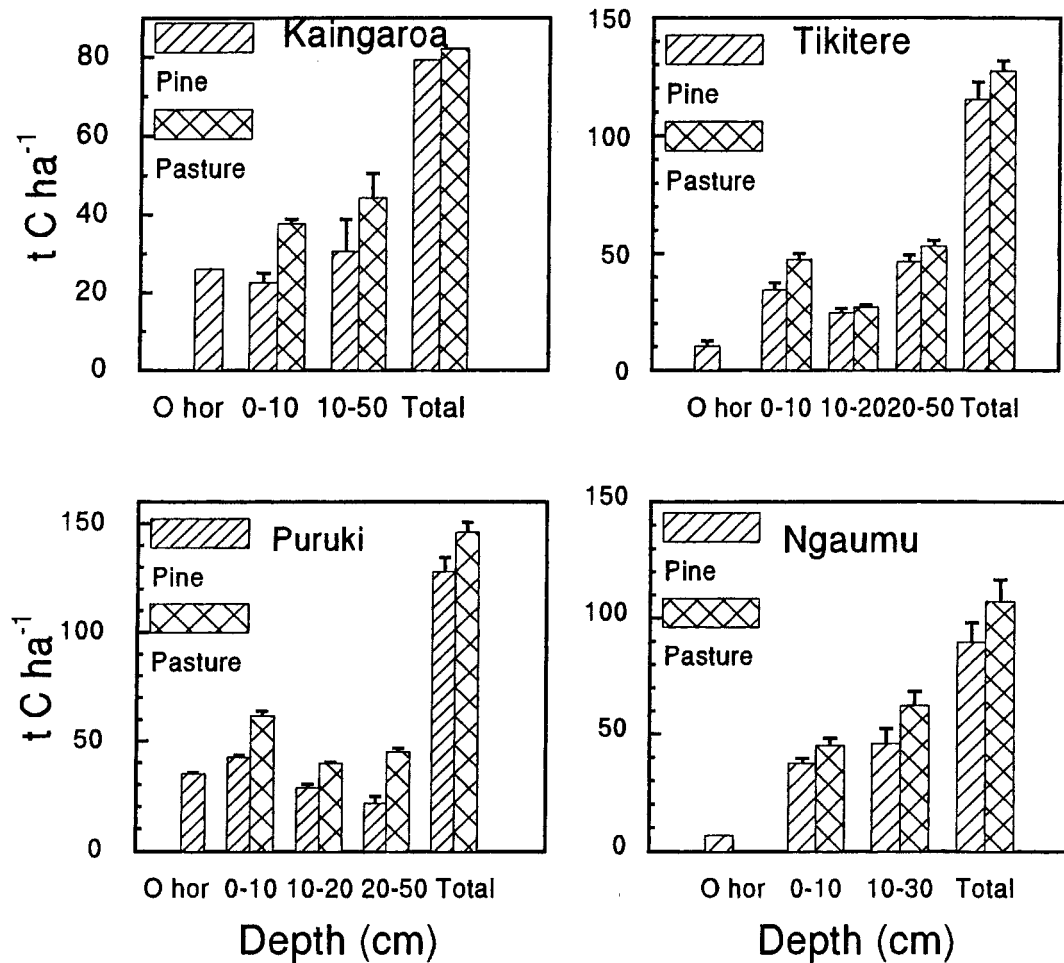 Kaingaroa
Pine
Pasture
80
60
40
20
0
t C ha⁻¹
O hor 0-10 10-50 Total
Tikitere
Pine
Pasture
150
100
50
0
O hor 0-10 10-20 20-50 Total
Puruki
Pine
Pasture
150
100
50
0
t C ha⁻¹
O hor 0-10 10-20 20-50 Total
Depth (cm)
Ngaumu
Pine
Pasture
150
100
50
0
O hor 0-10 10-30 Total
Depth (cm)